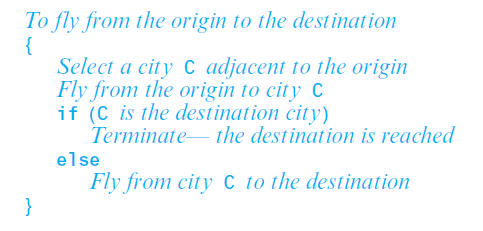 To fly from the origin to the destination
{
Select a city C adjacent to the origin
Fly from the origin to city C
if (C is the destination city)
Terminate— the destination is reached
else
Fly from city C to the destination
}